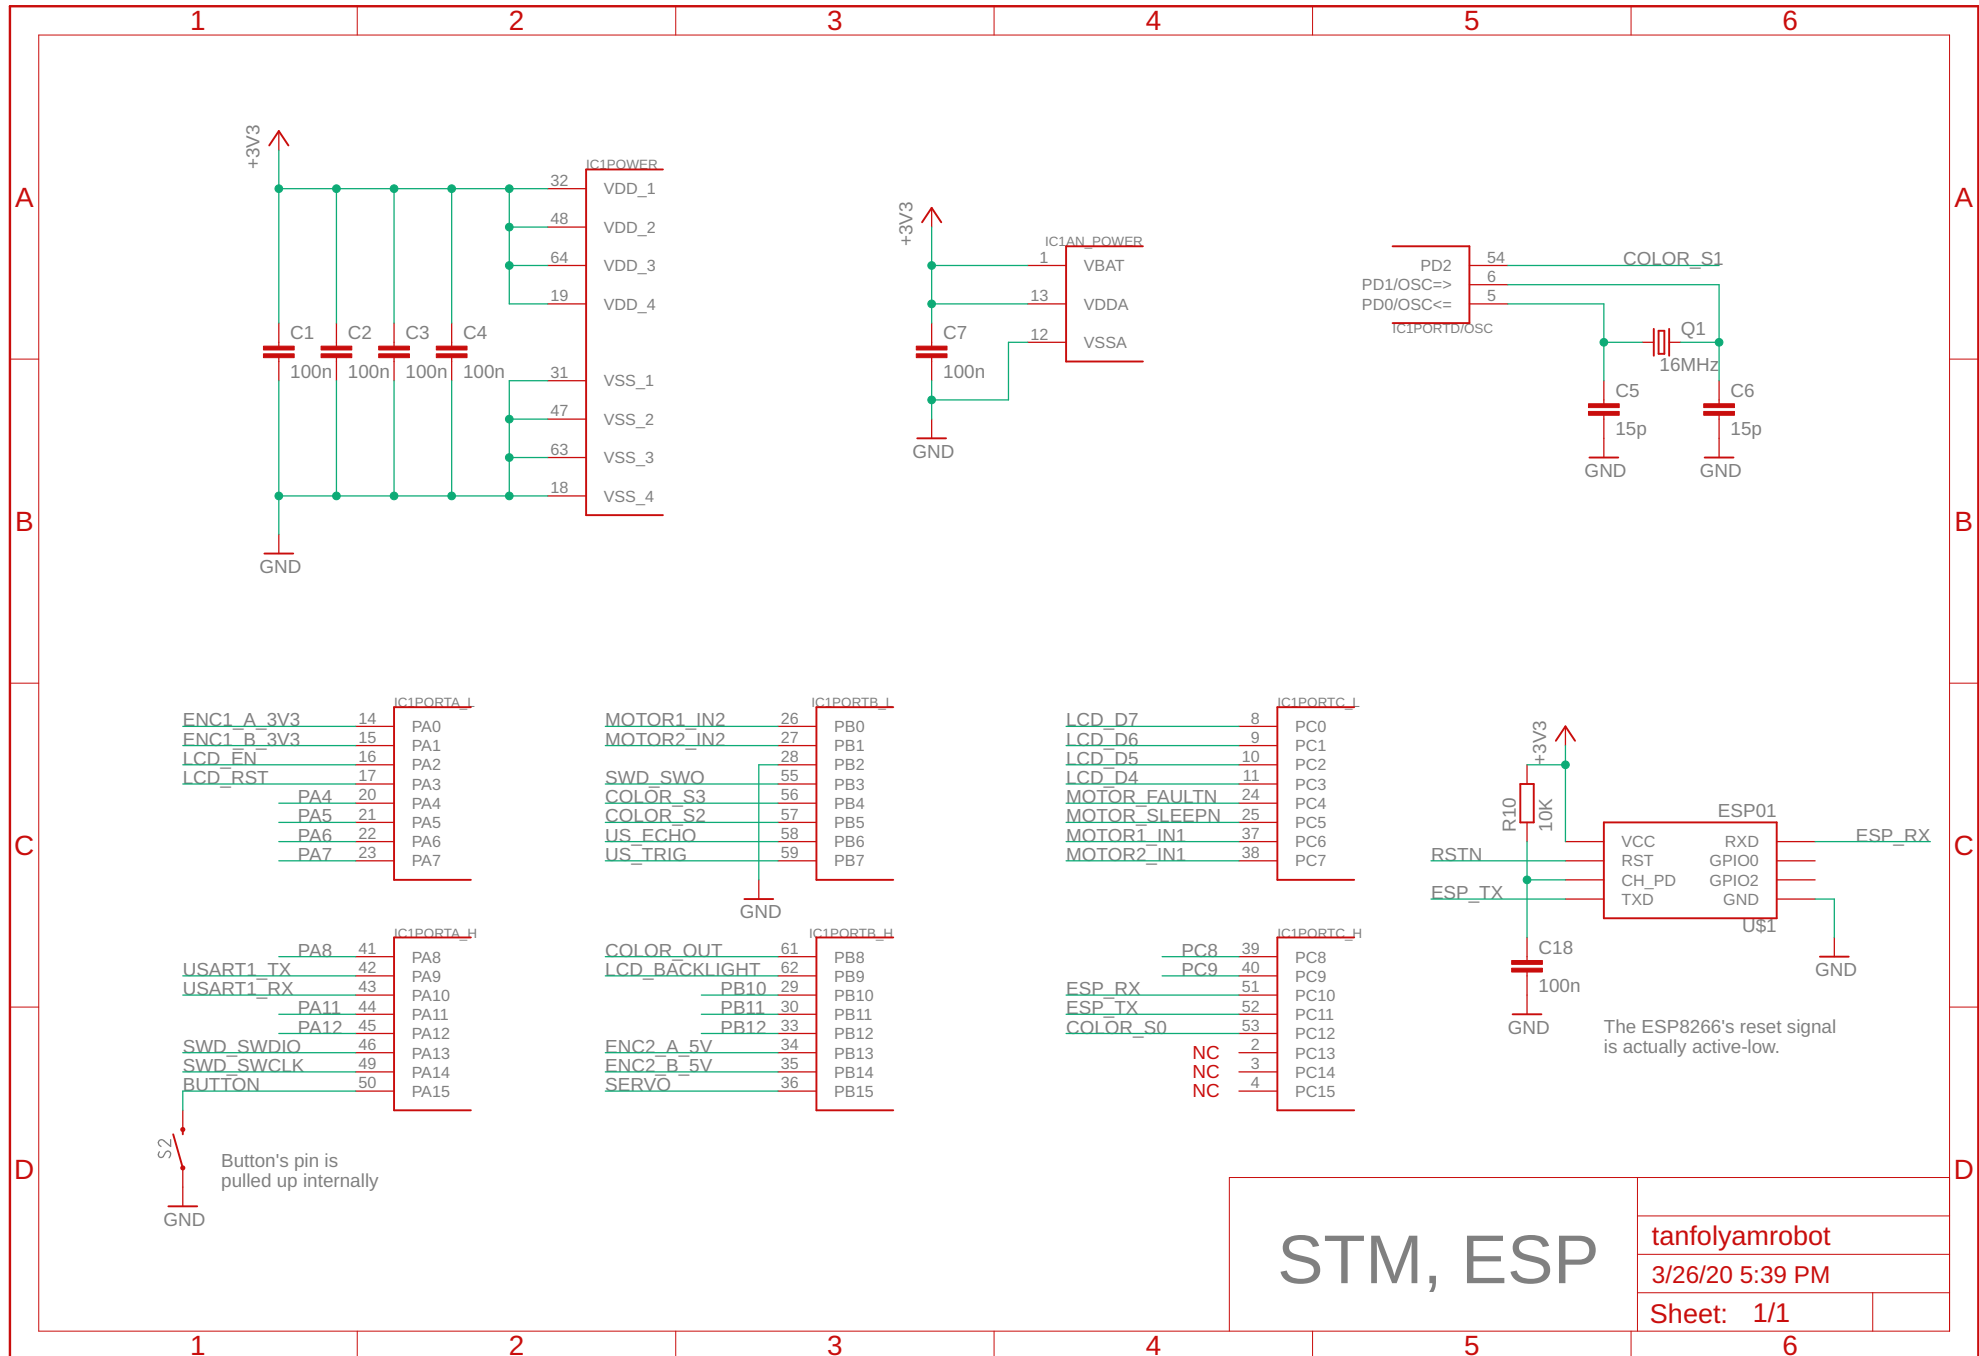 1 2 3 4 5 6
A A
B B
C C
D D
+3V3
IC1POWER
32 VDD_1
48 VDD_2
64 VDD_3
19 VDD_4
C1 C2 C3 C4
100n 100n 100n 100n
31 VSS_1
47 VSS_2
63 VSS_3
18 VSS_4
GND
+3V3
IC1AN_POWER
1 VBAT
13 VDDA
12 VSSA
C7
100n
GND
PD2 54 COLOR_S1
PD1/OSC=> 6
PD0/OSC<= 5
IC1PORTD/OSC
Q1
16MHz
C5 C6
15p 15p
GND GND
IC1PORTA_L
ENC1_A_3V3 14 PA0
ENC1_B_3V3 15 PA1
LCD_EN 16 PA2
LCD_RST 17 PA3
PA4 20 PA4
PA5 21 PA5
PA6 22 PA6
PA7 23 PA7
IC1PORTB_L
MOTOR1_IN2 26 PB0
MOTOR2_IN2 27 PB1
28 PB2
SWD_SWO 55 PB3
COLOR_S3 56 PB4
COLOR_S2 57 PB5
US_ECHO 58 PB6
US_TRIG 59 PB7
GND
IC1PORTC_L
LCD_D7 8 PC0
LCD_D6 9 PC1
LCD_D5 10 PC2
LCD_D4 11 PC3
MOTOR_FAULTN 24 PC4
MOTOR_SLEEPN 25 PC5
MOTOR1_IN1 37 PC6
MOTOR2_IN1 38 PC7
+3V3
R10
10K
ESP01
VCC RXD ESP_RX
RSTN RST GPIO0
CH_PD GPIO2
ESP_TX TXD GND
U$1
C18
100n
GND
GND
The ESP8266's reset signal
is actually active-low.
IC1PORTA_H
PA8 41 PA8
USART1_TX 42 PA9
USART1_RX 43 PA10
PA11 44 PA11
PA12 45 PA12
SWD_SWDIO 46 PA13
SWD_SWCLK 49 PA14
BUTTON 50 PA15
S2
Button's pin is
pulled up internally
GND
IC1PORTB_H
COLOR_OUT 61 PB8
LCD_BACKLIGHT 62 PB9
PB10 29 PB10
PB11 30 PB11
PB12 33 PB12
ENC2_A_5V 34 PB13
ENC2_B_5V 35 PB14
SERVO 36 PB15
IC1PORTC_H
PC8 39 PC8
PC9 40 PC9
ESP_RX 51 PC10
ESP_TX 52 PC11
COLOR_S0 53 PC12
NC 2 PC13
NC 3 PC14
NC 4 PC15
STM, ESP
tanfolyamrobot
3/26/20 5:39 PM
Sheet: 1/1
1 2 3 4 5 6